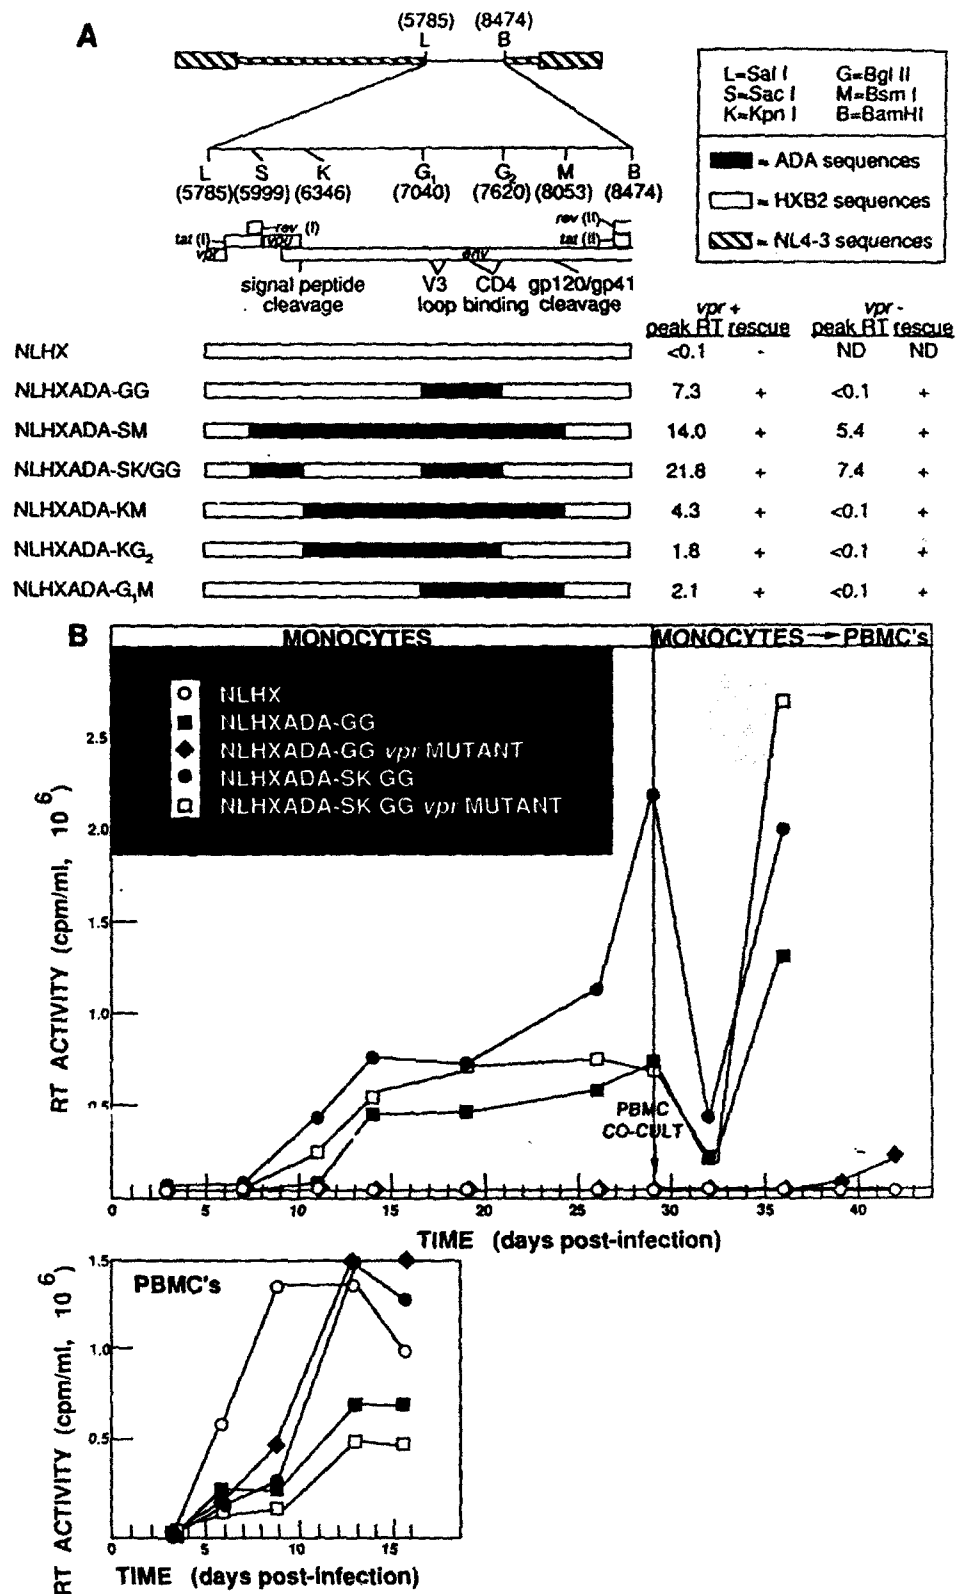 A
(5785) (8474)
L B
L=Sal I G=Bgl II
S=Sac I M=Bsm I
K=Kpn I B=BamHI
= ADA sequences
= HXB2 sequences
= NL4-3 sequences
L S K G1 G2 M B
(5785)(5999) (6346) (7040) (7620) (8053) (8474)
rev (I) rev (II)
tat (I) vpu tat (II)
vpr env
signal peptide cleavage
V3 loop
CD4 binding
gp120/gp41 cleavage
vpr + vpr -
peak RT rescue peak RT rescue
NLHX <0.1 - ND ND
NLHXADA-GG 7.3 + <0.1 +
NLHXADA-SM 14.0 + 5.4 +
NLHXADA-SK/GG 21.8 + 7.4 +
NLHXADA-KM 4.3 + <0.1 +
NLHXADA-KG2 1.8 + <0.1 +
NLHXADA-G1M 2.1 + <0.1 +
B
MONOCYTES MONOCYTES → PBMC's
NLHX
NLHXADA-GG
NLHXADA-GG vpr MUTANT
NLHXADA-SK GG
NLHXADA-SK GG vpr MUTANT
RT ACTIVITY (cpm/ml, 10 6)
2.5
2.0
1.5
1.0
0.5
PBMC
CO-CULT
0 5 10 15 20 25 30 35 40
TIME (days post-infection)
PBMC's
RT ACTIVITY (cpm/ml, 10 6)
1.5
1.0
0.5
0 5 10 15
TIME (days post-infection)